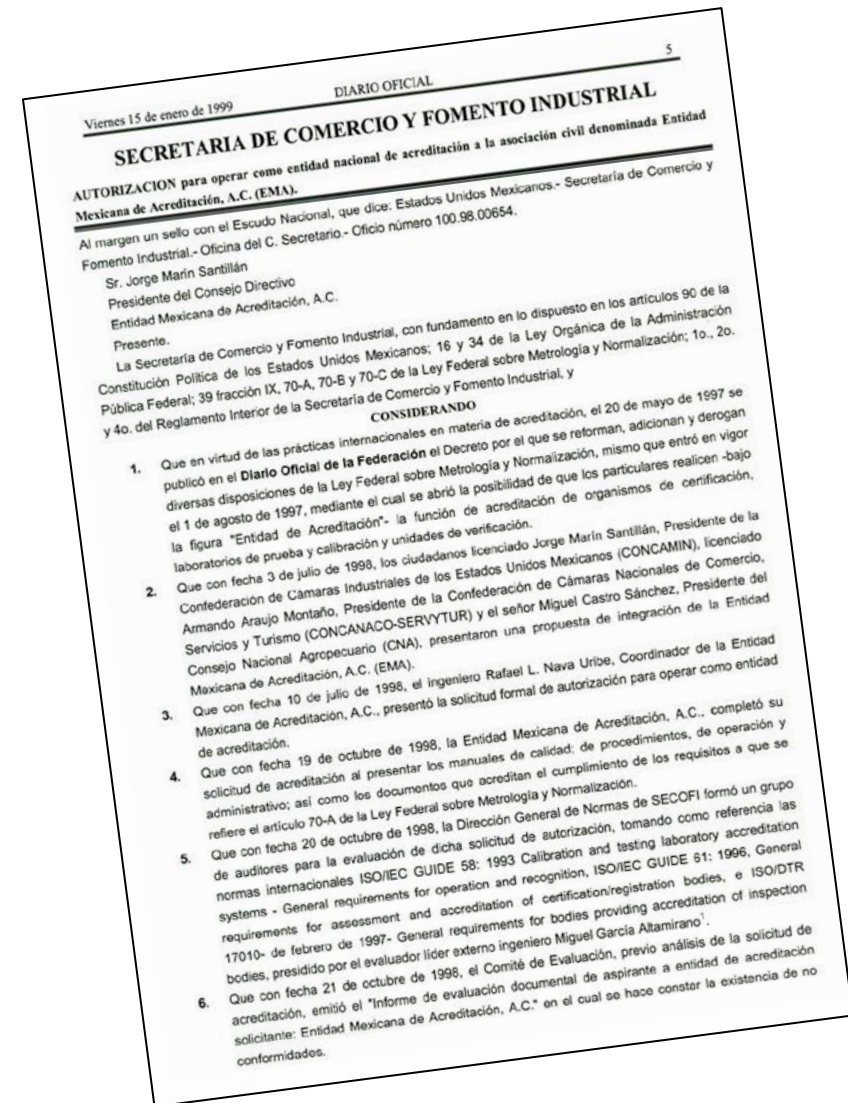 5
Viernes 15 de enero de 1999 DIARIO OFICIAL
SECRETARIA DE COMERCIO Y FOMENTO INDUSTRIAL
AUTORIZACION para operar como entidad nacional de acreditación a la asociación civil denominada Entidad
Mexicana de Acreditación, A.C. (EMA).
Al margen un sello con el Escudo Nacional, que dice: Estados Unidos Mexicanos.- Secretaría de Comercio y
Fomento Industrial.- Oficina del C. Secretario.- Oficio número 100.98.00654.
Sr. Jorge Marín Santillán
Presidente del Consejo Directivo
Entidad Mexicana de Acreditación, A.C.
Presente.
La Secretaría de Comercio y Fomento Industrial, con fundamento en lo dispuesto en los artículos 90 de la
Constitución Política de los Estados Unidos Mexicanos; 16 y 34 de la Ley Orgánica de la Administración
Pública Federal; 39 fracción IX, 70-A, 70-B y 70-C de la Ley Federal sobre Metrología y Normalización; 1o., 2o.
y 4o. del Reglamento Interior de la Secretaría de Comercio y Fomento Industrial, y
CONSIDERANDO
1. Que en virtud de las prácticas internacionales en materia de acreditación, el 20 de mayo de 1997 se
publicó en el Diario Oficial de la Federación el Decreto por el que se reforman, adicionan y derogan
diversas disposiciones de la Ley Federal sobre Metrología y Normalización, mismo que entró en vigor
el 1 de agosto de 1997, mediante el cual se abrió la posibilidad de que los particulares realicen -bajo
la figura "Entidad de Acreditación"- la función de acreditación de organismos de certificación,
laboratorios de prueba y calibración y unidades de verificación.
2. Que con fecha 3 de julio de 1998, los ciudadanos licenciado Jorge Marín Santillán, Presidente de la
Confederación de Cámaras Industriales de los Estados Unidos Mexicanos (CONCAMIN), licenciado
Armando Araujo Montaño, Presidente de la Confederación de Cámaras Nacionales de Comercio,
Servicios y Turismo (CONCANACO-SERVYTUR) y el señor Miguel Castro Sánchez, Presidente del
Consejo Nacional Agropecuario (CNA), presentaron una propuesta de integración de la Entidad
Mexicana de Acreditación, A.C. (EMA).
3. Que con fecha 10 de julio de 1998, el ingeniero Rafael L. Nava Uribe, Coordinador de la Entidad
Mexicana de Acreditación, A.C., presentó la solicitud formal de autorización para operar como entidad
de acreditación.
4. Que con fecha 19 de octubre de 1998, la Entidad Mexicana de Acreditación, A.C., completó su
solicitud de acreditación al presentar los manuales de calidad; de procedimientos, de operación y
administrativo; así como los documentos que acreditan el cumplimiento de los requisitos a que se
refiere el artículo 70-A de la Ley Federal sobre Metrología y Normalización.
5. Que con fecha 20 de octubre de 1998, la Dirección General de Normas de SECOFI formó un grupo
de auditores para la evaluación de dicha solicitud de autorización, tomando como referencia las
normas internacionales ISO/IEC GUIDE 58: 1993 Calibration and testing laboratory accreditation
systems - General requirements for operation and recognition, ISO/IEC GUIDE 61: 1996, General
requirements for assessment and accreditation of certification/registration bodies, e ISO/DTR
17010- de febrero de 1997- General requirements for bodies providing accreditation of inspection
bodies, presidido por el evaluador líder externo ingeniero Miguel García Altamirano¹.
6. Que con fecha 21 de octubre de 1998, el Comité de Evaluación, previo análisis de la solicitud de
acreditación, emitió el "Informe de evaluación documental de aspirante a entidad de acreditación
solicitante: Entidad Mexicana de Acreditación, A.C." en el cual se hace constar la existencia de no
conformidades.